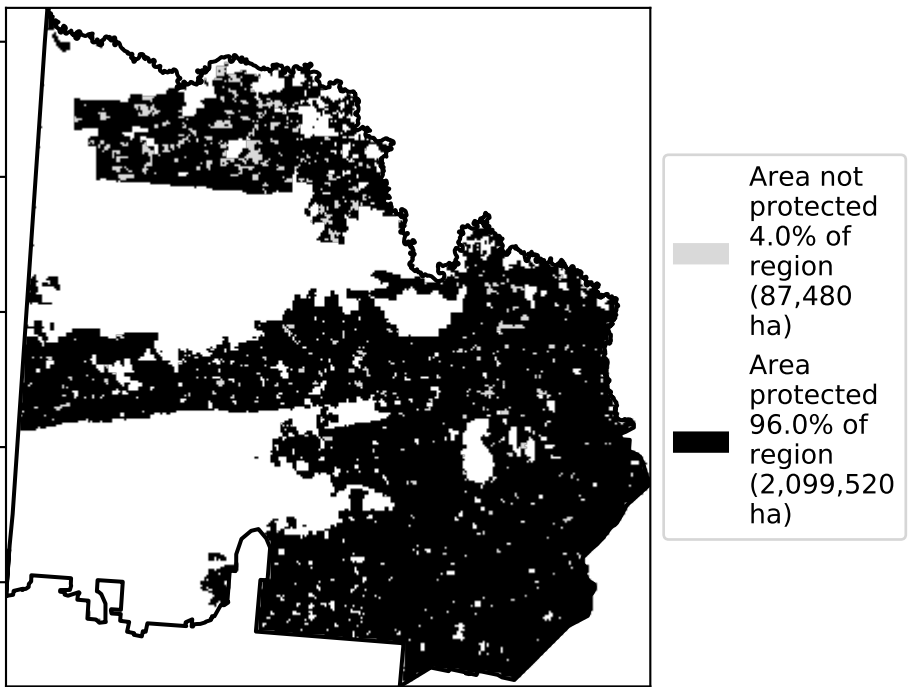 Area not
protected
4.0% of
region
(87,480
ha)
Area
protected
96.0% of
region
(2,099,520
ha)